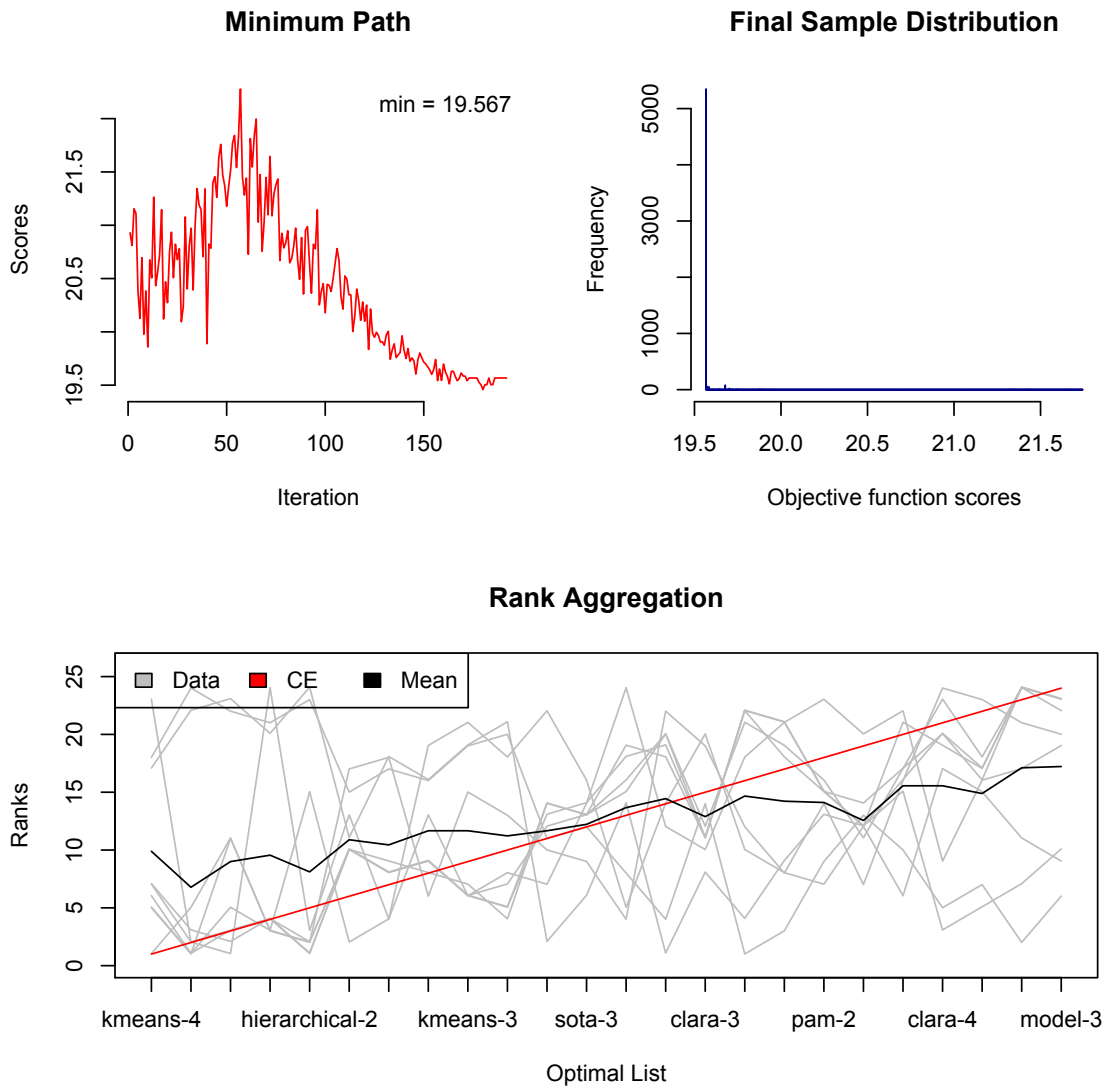 Minimum Path
min = 19.567
Scores
21.5
20.5
19.5
0 50 100 150
Iteration
Final Sample Distribution
Frequency
5000
3000
1000
0
19.5 20.0 20.5 21.0 21.5
Objective function scores
Rank Aggregation
Data CE Mean
Ranks
25
20
15
10
5
0
kmeans-4 hierarchical-2 kmeans-3 sota-3 clara-3 pam-2 clara-4 model-3
Optimal List